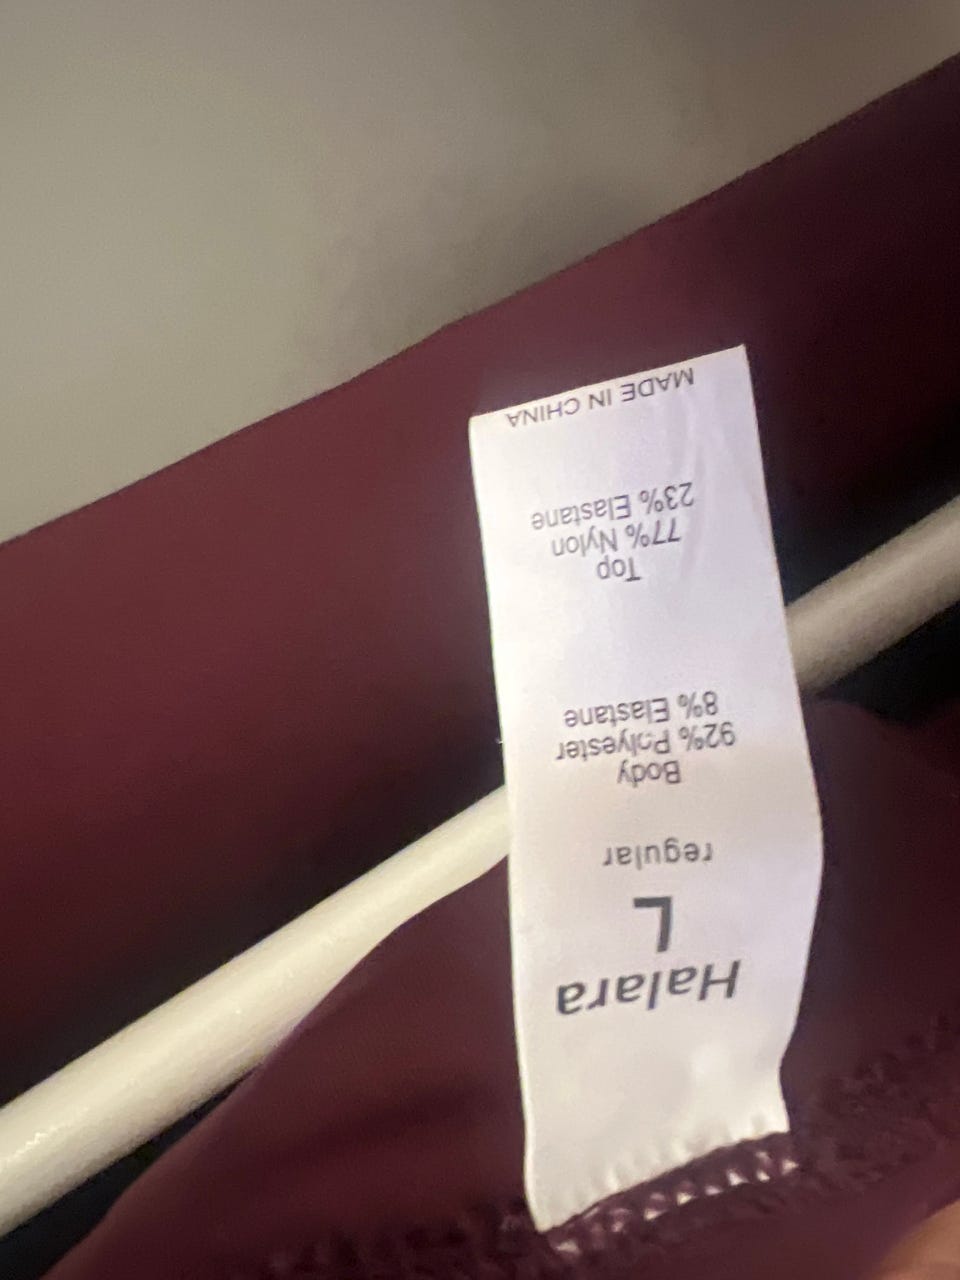 Halara
L
regular
Body
92% Polyester
8% Elastane
Top
77% Nylon
23% Elastane
MADE IN CHINA